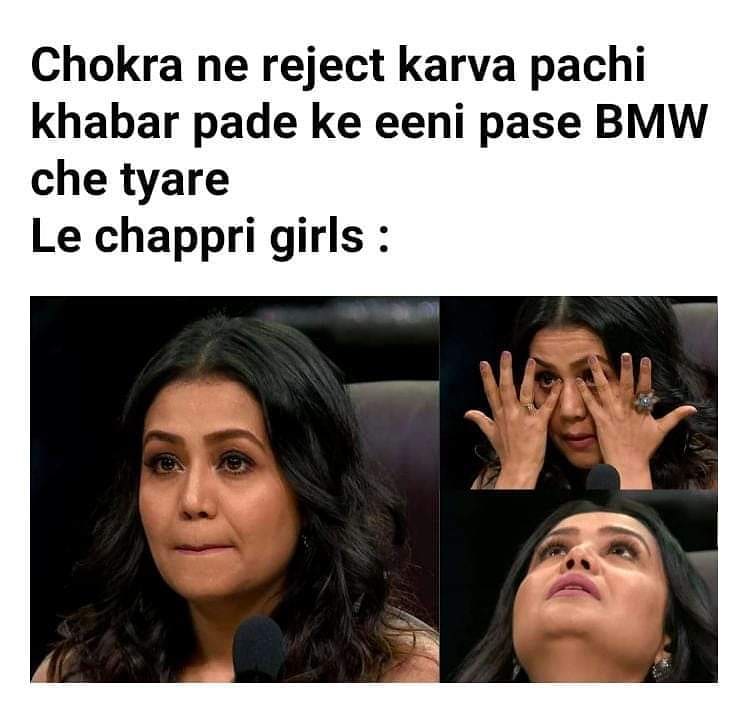 Chokra ne reject karva pachi
khabar pade ke eeni pase BMW
che tyare
Le chappri girls :